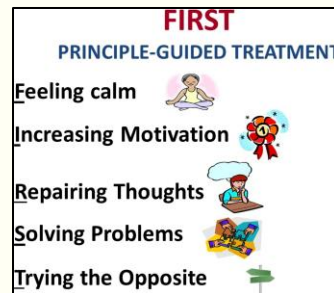 FIRST
PRINCIPLE-GUIDED TREATMENT
Feeling calm
Increasing Motivation
Repairing Thoughts
Solving Problems
Trying the Opposite